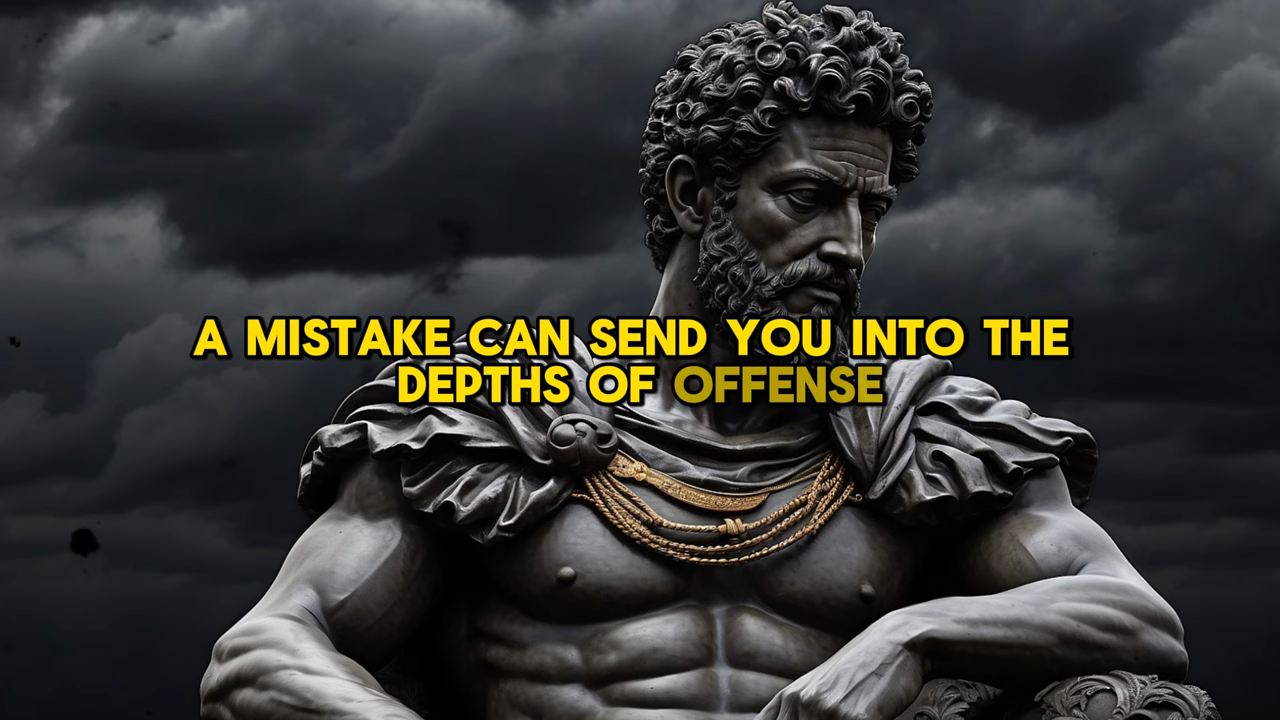 A MISTAKE CAN SEND YOU INTO THE
DEPTHS OF OFFENSE